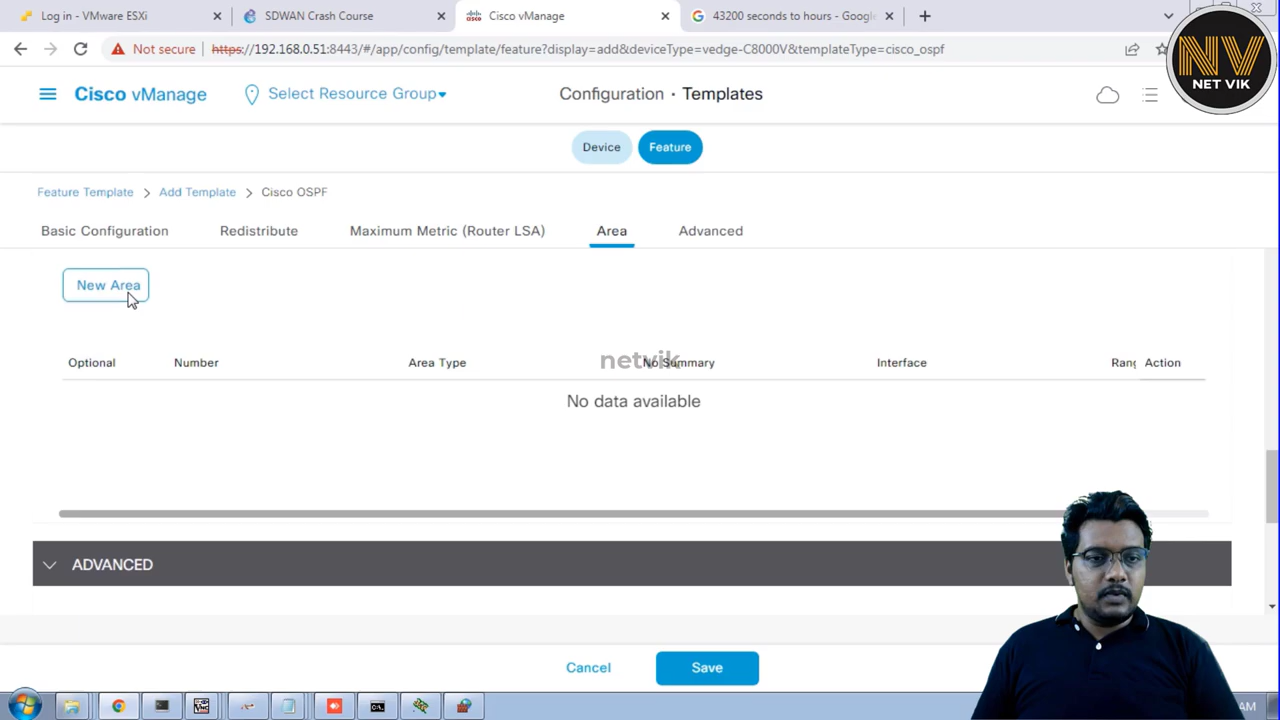 Log in - VMware ESXi
SDWAN Crash Course
Cisco vManage
43200 seconds to hours - Google
Not secure
https://192.168.0.51:8443/#/app/config/template/feature?display=add&deviceType=vedge-C8000V&templateType=cisco_ospf
NV
NET VIK
Cisco vManage
Select Resource Group
Configuration · Templates
Device
Feature
Feature Template > Add Template > Cisco OSPF
Basic Configuration
Redistribute
Maximum Metric (Router LSA)
Area
Advanced
New Area
netvik
Optional
Number
Area Type
No Summary
Interface
Rang
Action
No data available
ADVANCED
Cancel
Save
AM